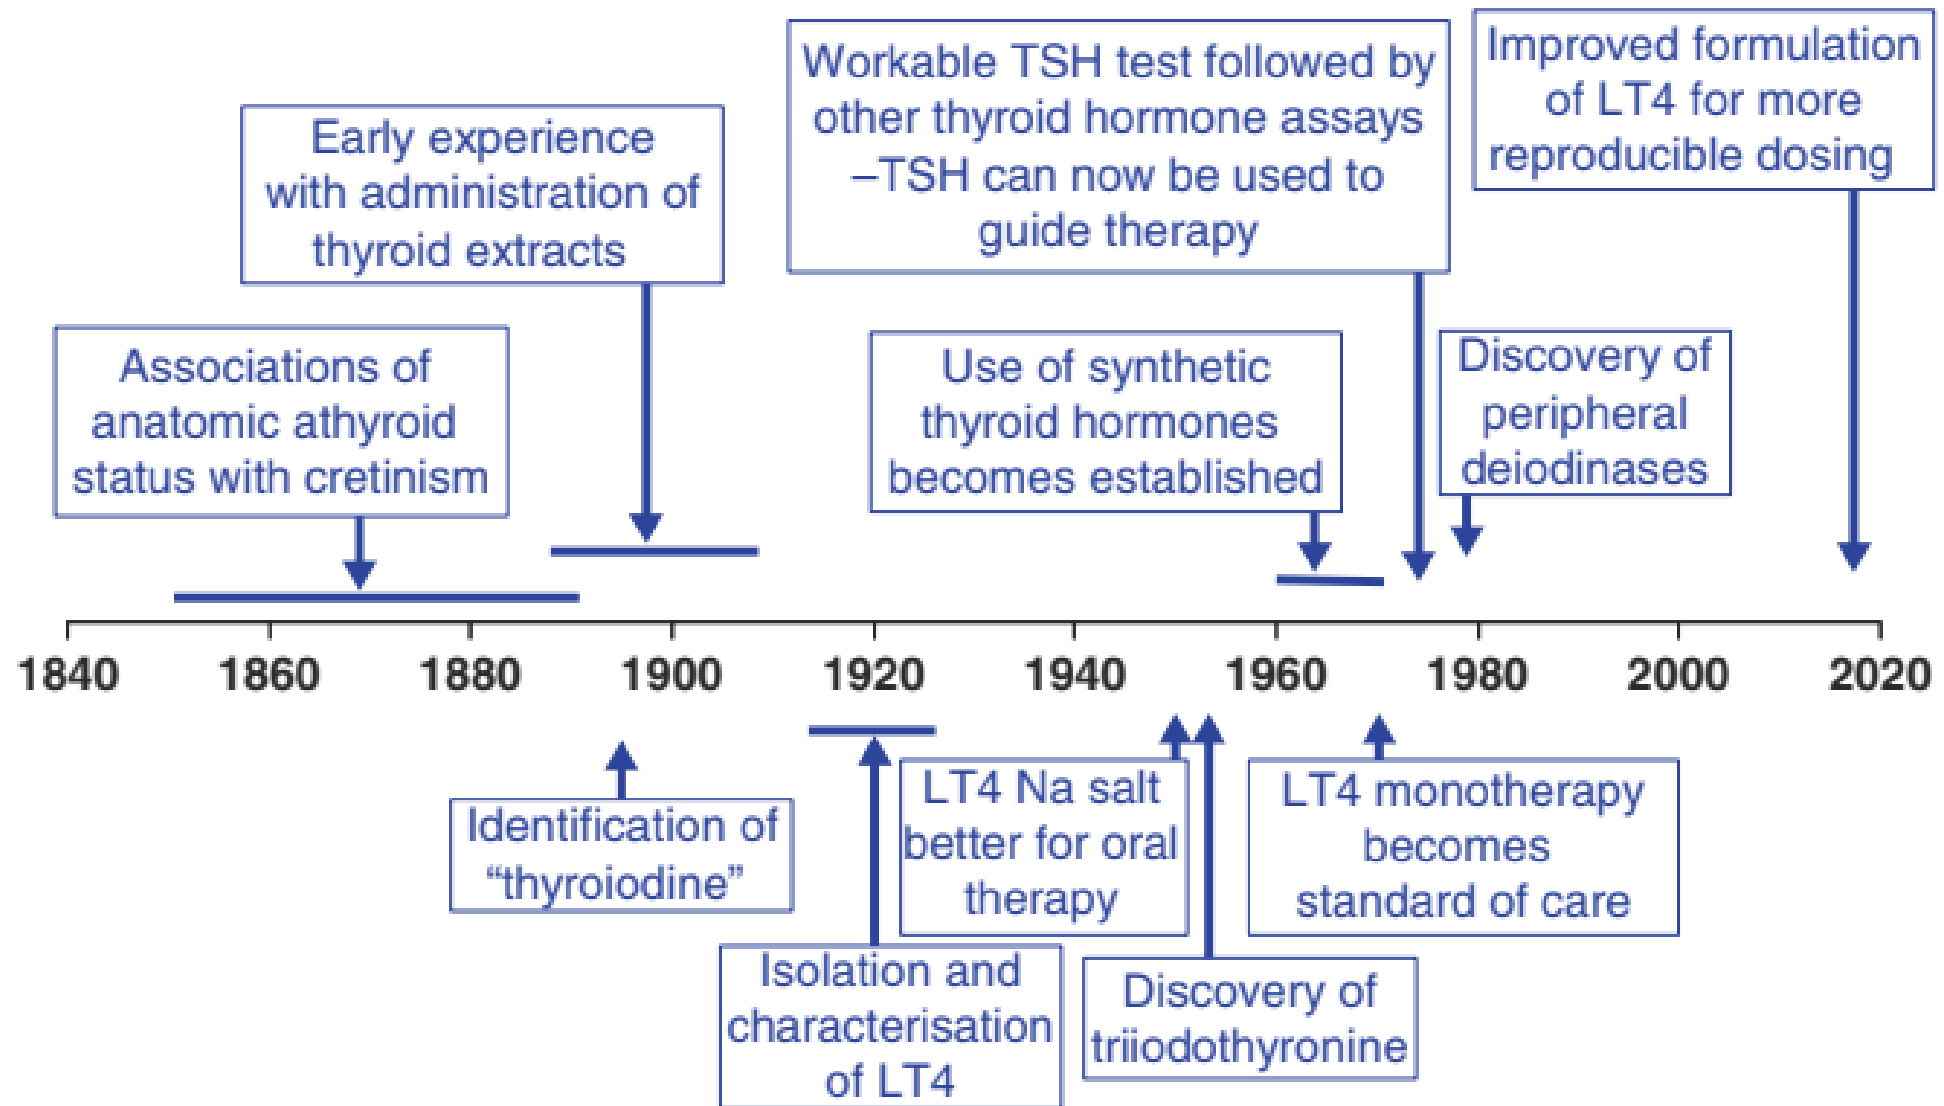 Improved formulation
of LT4 for more
reproducible dosing
Workable TSH test followed by
other thyroid hormone assays
–TSH can now be used to
guide therapy
Early experience
with administration of
thyroid extracts
Associations of
anatomic athyroid
status with cretinism
Use of synthetic
thyroid hormones
becomes established
Discovery of
peripheral
deiodinases
1840 1860 1880 1900 1920 1940 1960 1980 2000 2020
Identification of
“thyroiodine”
LT4 Na salt
better for oral
therapy
LT4 monotherapy
becomes
standard of care
Isolation and
characterisation
of LT4
Discovery of
triiodothyronine